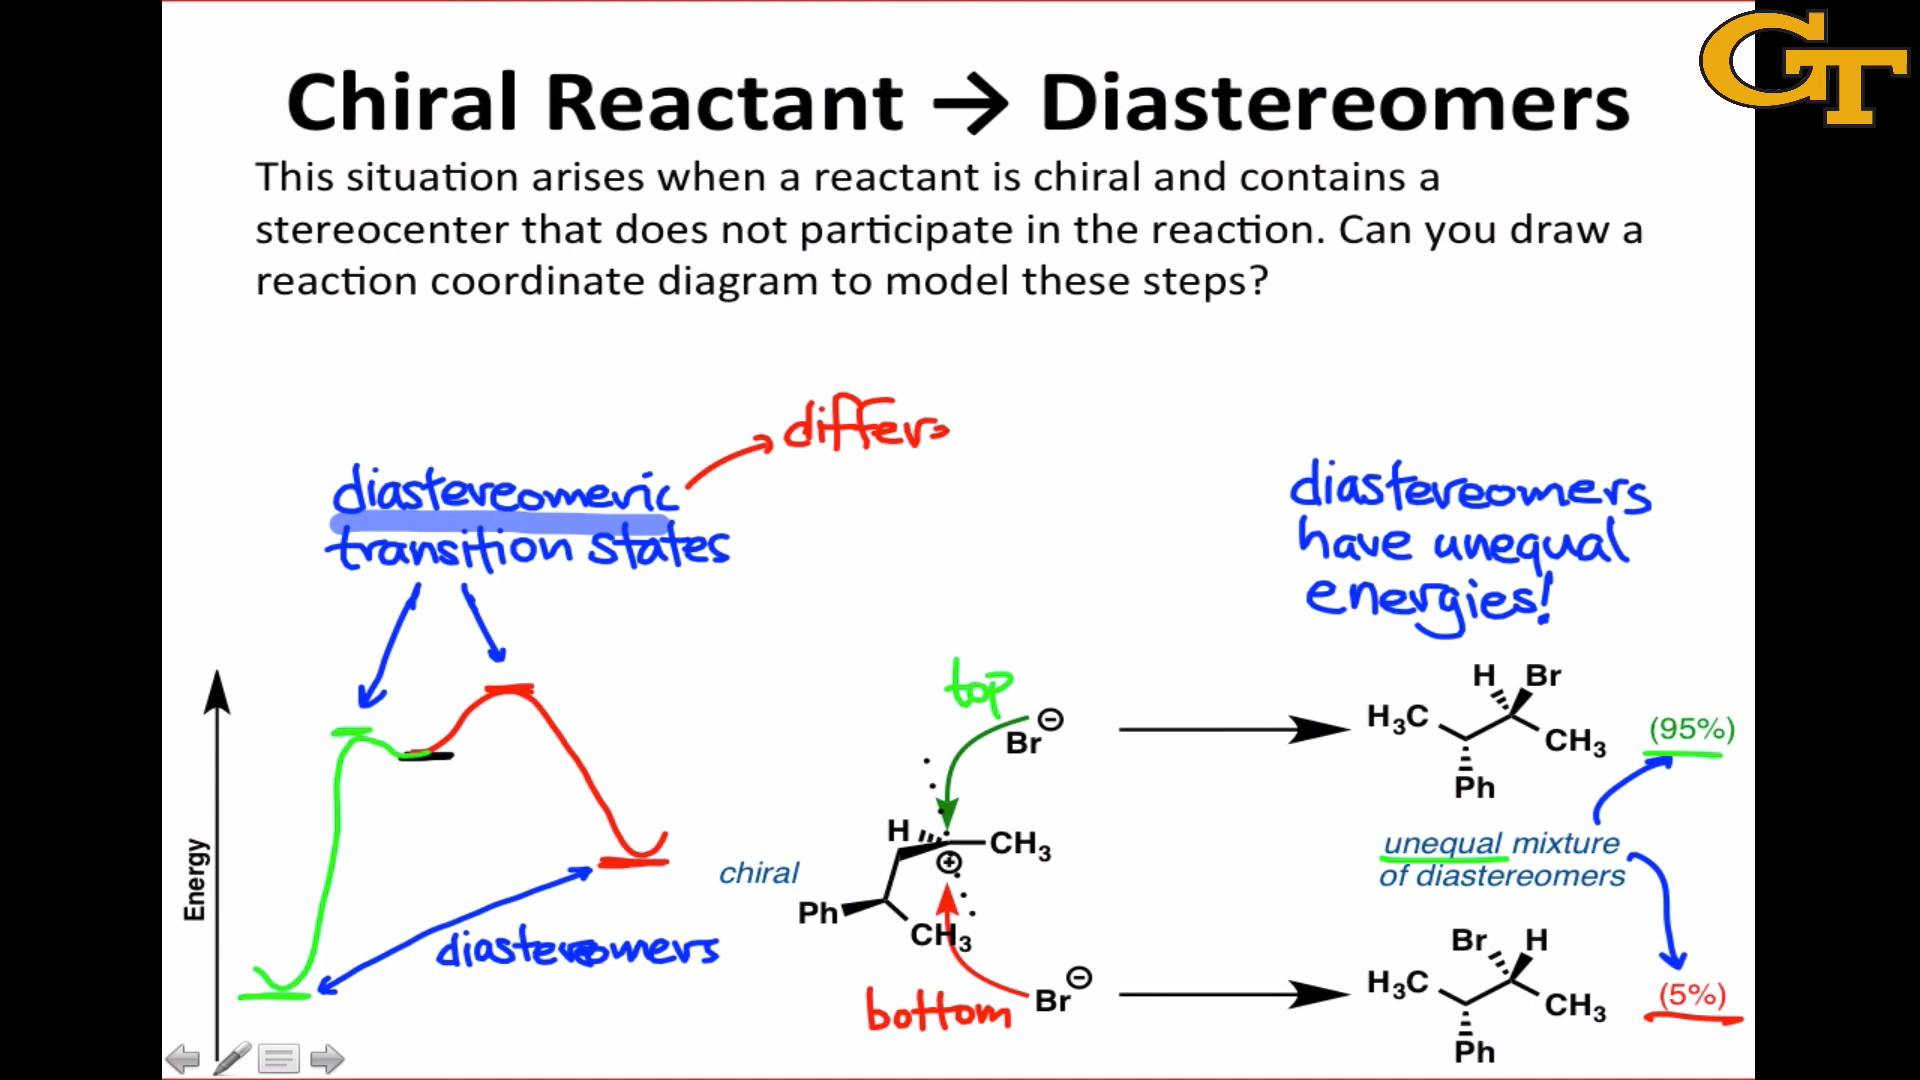 GT
Chiral Reactant → Diastereomers
This situation arises when a reactant is chiral and contains a
stereocenter that does not participate in the reaction. Can you draw a
reaction coordinate diagram to model these steps?
differs
diastereomeric
transition states
diastereomers
have unequal
energies!
Energy
diastereomers
chiral
top
Br ⊖
H
CH₃
⊕
Ph
CH₃
bottom
Br ⊖
H Br
H₃C
CH₃
Ph
(95%)
unequal mixture
of diastereomers
Br H
H₃C
CH₃
Ph
(5%)